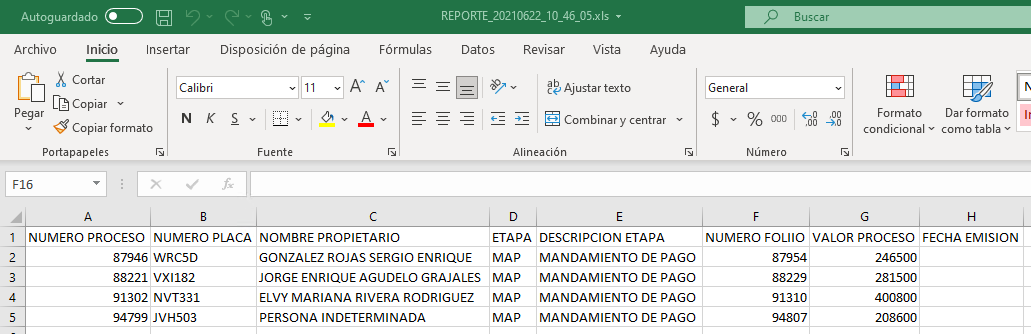 Autoguardado REPORTE_20210622_10_46_05.xls Buscar
Archivo Inicio Insertar Disposición de página Fórmulas Datos Revisar Vista Ayuda
Pegar
Cortar
Copiar
Copiar formato
Portapapeles
Calibri 11 A A
N K S A
Fuente
ab Ajustar texto
Combinar y centrar
Alineación
General
$ % 000
Número
Formato condicional
Dar formato como tabla
F16 fx
A B C D E F G H
1 NUMERO PROCESO NUMERO PLACA NOMBRE PROPIETARIO ETAPA DESCRIPCION ETAPA NUMERO FOLIIO VALOR PROCESO FECHA EMISION
2 87946 WRC5D GONZALEZ ROJAS SERGIO ENRIQUE MAP MANDAMIENTO DE PAGO 87954 246500
3 88221 VXI182 JORGE ENRIQUE AGUDELO GRAJALES MAP MANDAMIENTO DE PAGO 88229 281500
4 91302 NVT331 ELVY MARIANA RIVERA RODRIGUEZ MAP MANDAMIENTO DE PAGO 91310 400800
5 94799 JVH503 PERSONA INDETERMINADA MAP MANDAMIENTO DE PAGO 94807 208600